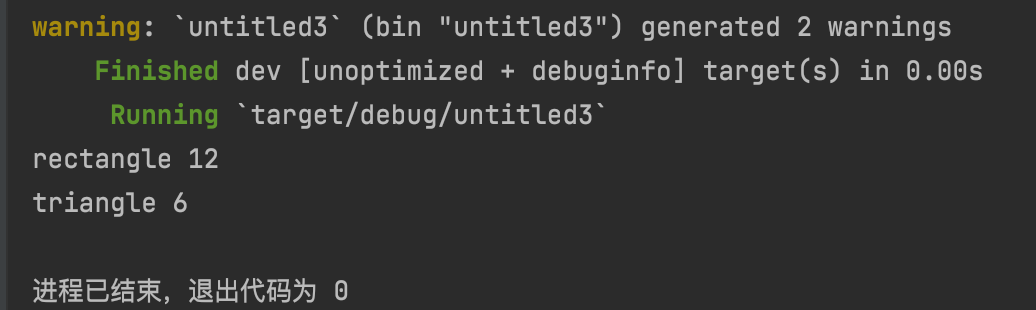 warning: `untitled3` (bin "untitled3") generated 2 warnings
Finished dev [unoptimized + debuginfo] target(s) in 0.00s
Running `target/debug/untitled3`
rectangle 12
triangle 6
进程已结束，退出代码为 0